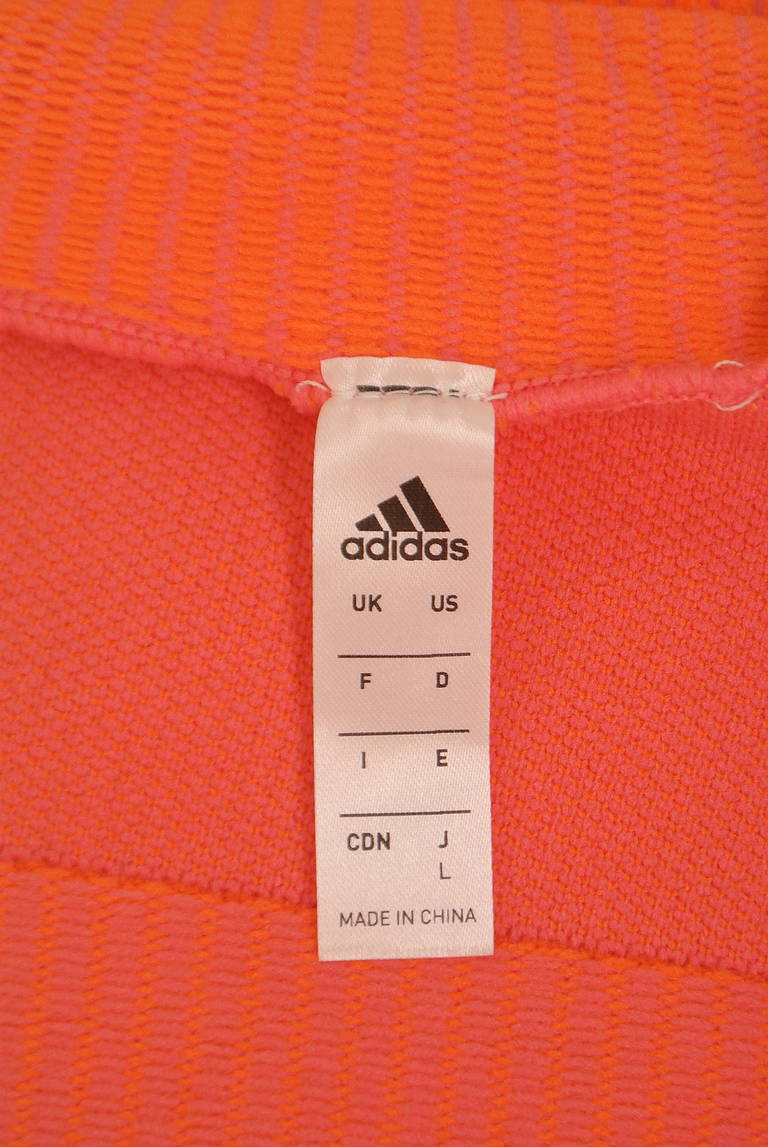 adidas
UK US
F D
I E
CDN J
L
MADE IN CHINA